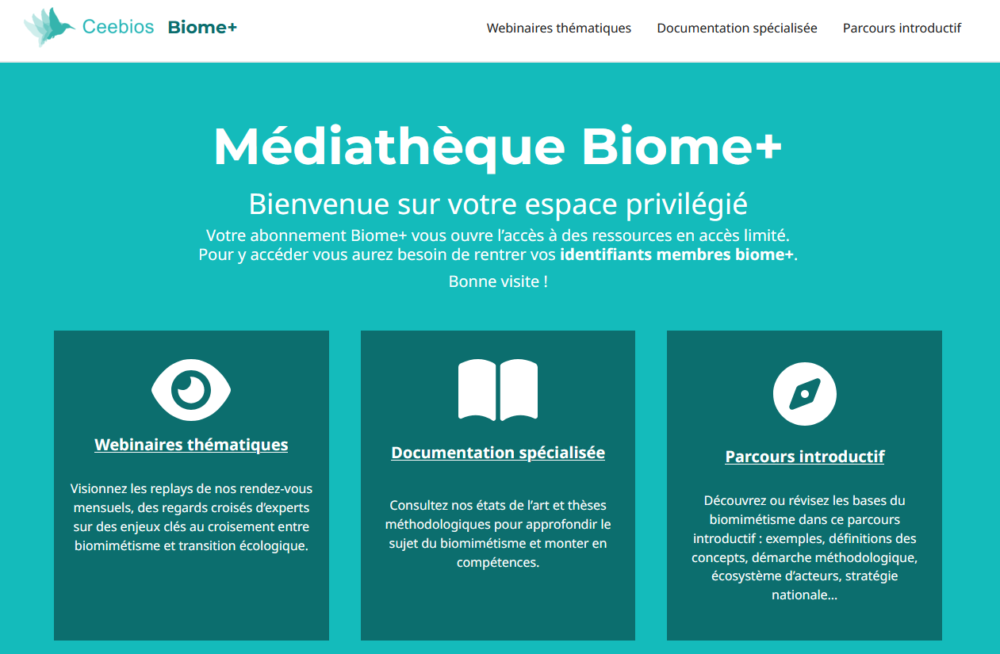 Ceebios Biome+
Webinaires thématiques Documentation spécialisée Parcours introductif
Médiathèque Biome+
Bienvenue sur votre espace privilégié
Votre abonnement Biome+ vous ouvre l’accès à des ressources en accès limité.
Pour y accéder vous aurez besoin de rentrer vos identifiants membres biome+.
Bonne visite !
Webinaires thématiques
Visionnez les replays de nos rendez-vous
mensuels, des regards croisés d’experts
sur des enjeux clés au croisement entre
biomimétisme et transition écologique.
Documentation spécialisée
Consultez nos états de l’art et thèses
méthodologiques pour approfondir le
sujet du biomimétisme et monter en
compétences.
Parcours introductif
Découvrez ou révisez les bases du
biomimétisme dans ce parcours
introductif : exemples, définitions des
concepts, démarche méthodologique,
écosystème d’acteurs, stratégie
nationale...